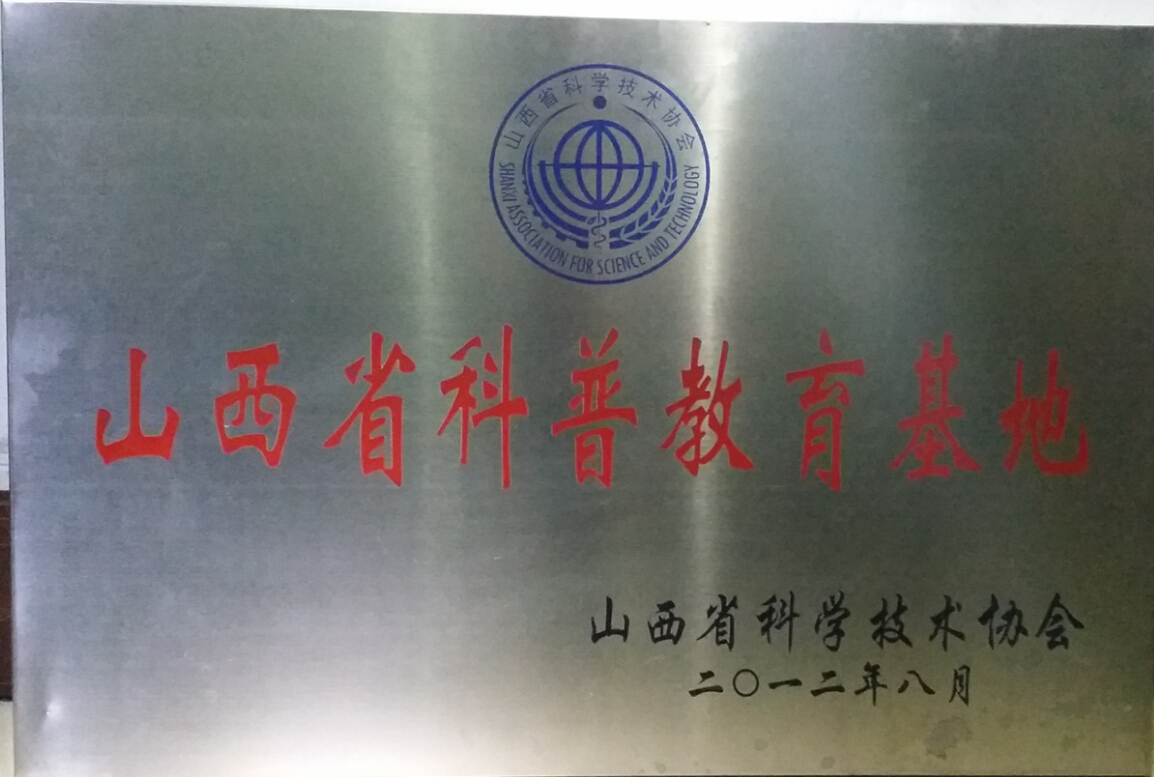 山西省科学技术协会
SHANXI ASSOCIATION FOR SCIENCE AND TECHNOLOGY
山西省科普教育基地
山西省科学技术协会
二〇一二年八月